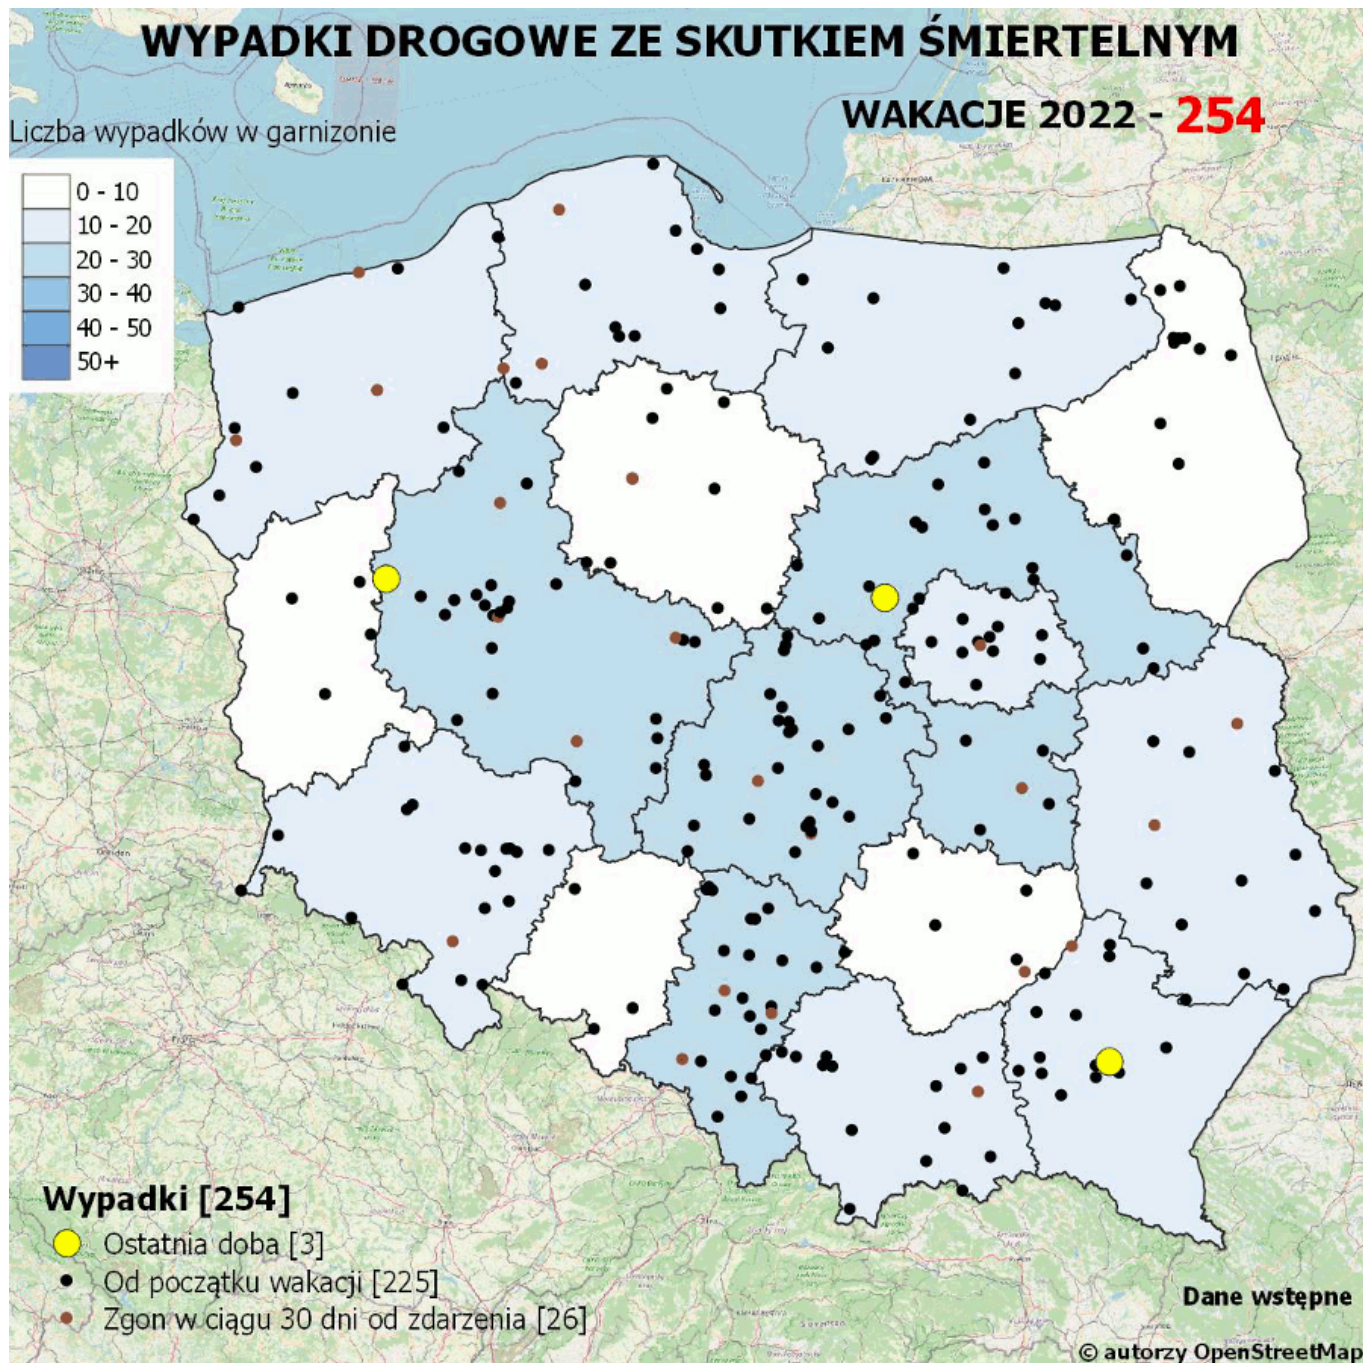 WYPADKI DROGOWE ZE SKUTKIEM ŚMIERTELNYM
WAKACJE 2022 - 254
Liczba wypadków w garnizonie
0 - 10
10 - 20
20 - 30
30 - 40
40 - 50
50+
Wypadki [254]
Ostatnia doba [3]
Od początku wakacji [225]
Zgon w ciągu 30 dni od zdarzenia [26]
Dane wstępne
© autorzy OpenStreetMap